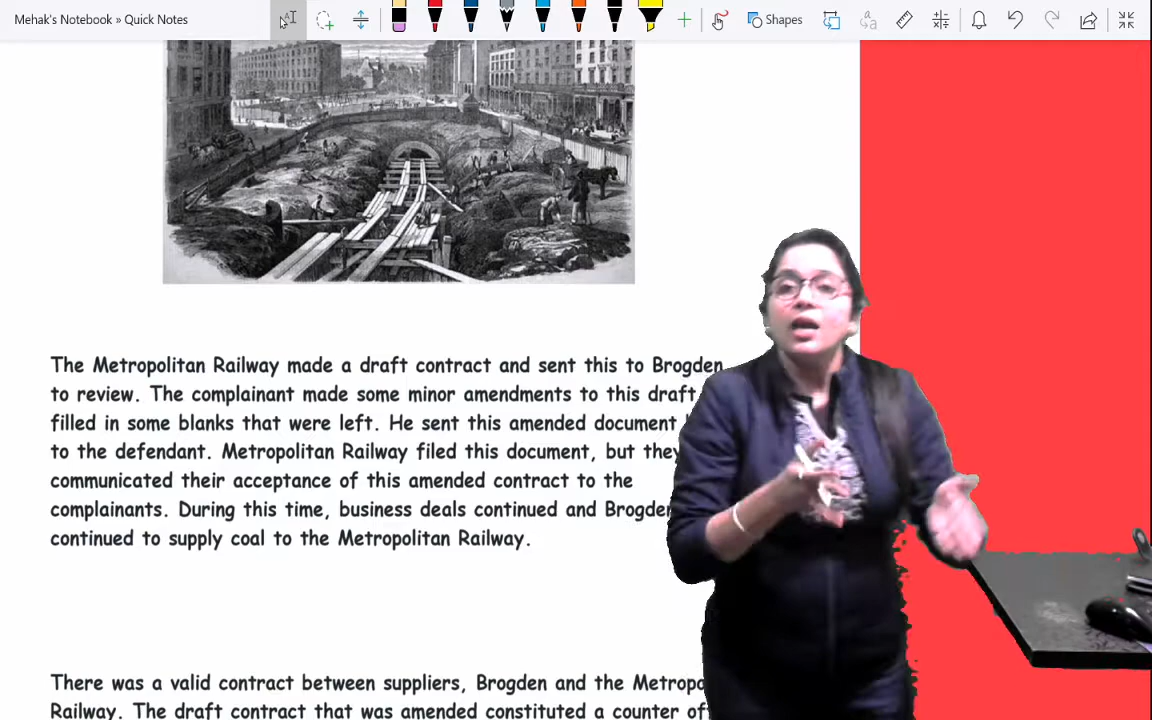 Mehak's Notebook » Quick Notes
Shapes
The Metropolitan Railway made a draft contract and sent this to Brogden
to review. The complainant made some minor amendments to this draft
filled in some blanks that were left. He sent this amended document
to the defendant. Metropolitan Railway filed this document, but they
communicated their acceptance of this amended contract to the
complainants. During this time, business deals continued and Brogden
continued to supply coal to the Metropolitan Railway.
There was a valid contract between suppliers, Brogden and the
Railway. The draft contract that was amended constituted a counter